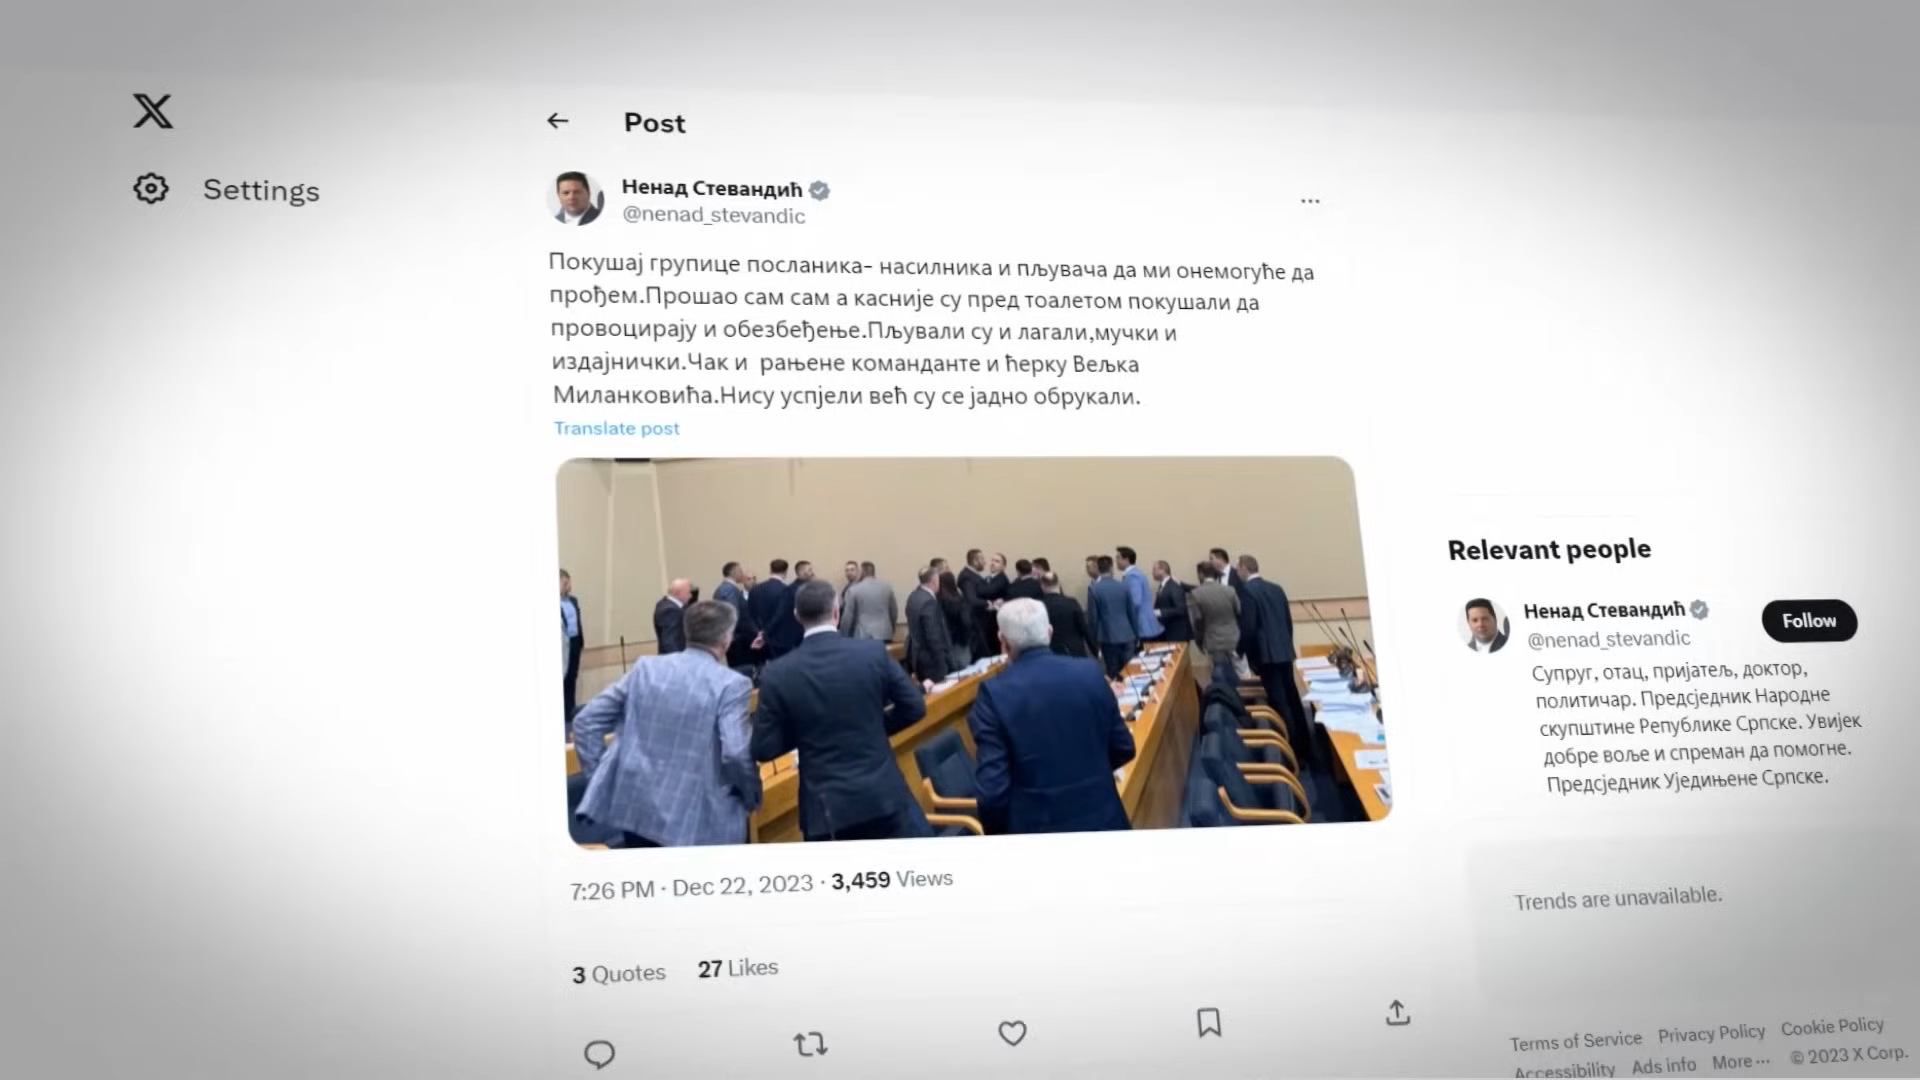 X
Settings
Post
Ненад Стевандић
@nenad_stevandic
Покушај групице посланика- насилника и пљувача да ми онемогуће да
прођем.Прошао сам сам а касније су пред тоалетом покушали да
провоцирају и обезбеђење.Пљували су и лагали,мучки и
издајнички.Чак и рањене команданте и ћерку Вељка
Миланковића.Нису успјели већ су се јадно обрукали.
Translate post
7:26 PM · Dec 22, 2023 · 3,459 Views
3 Quotes 27 Likes
Relevant people
Ненад Стевандић
@nenad_stevandic
Follow
Супруг, отац, пријатељ, доктор,
политичар. Предсједник Народне
скупштине Републике Српске. Увијек
добре воље и спреман да помогне.
Предсједник Уједињене Српске.
Trends are unavailable.
Terms of Service Privacy Policy Cookie Policy
Accessibility Ads info More ··· © 2023 X Corp.